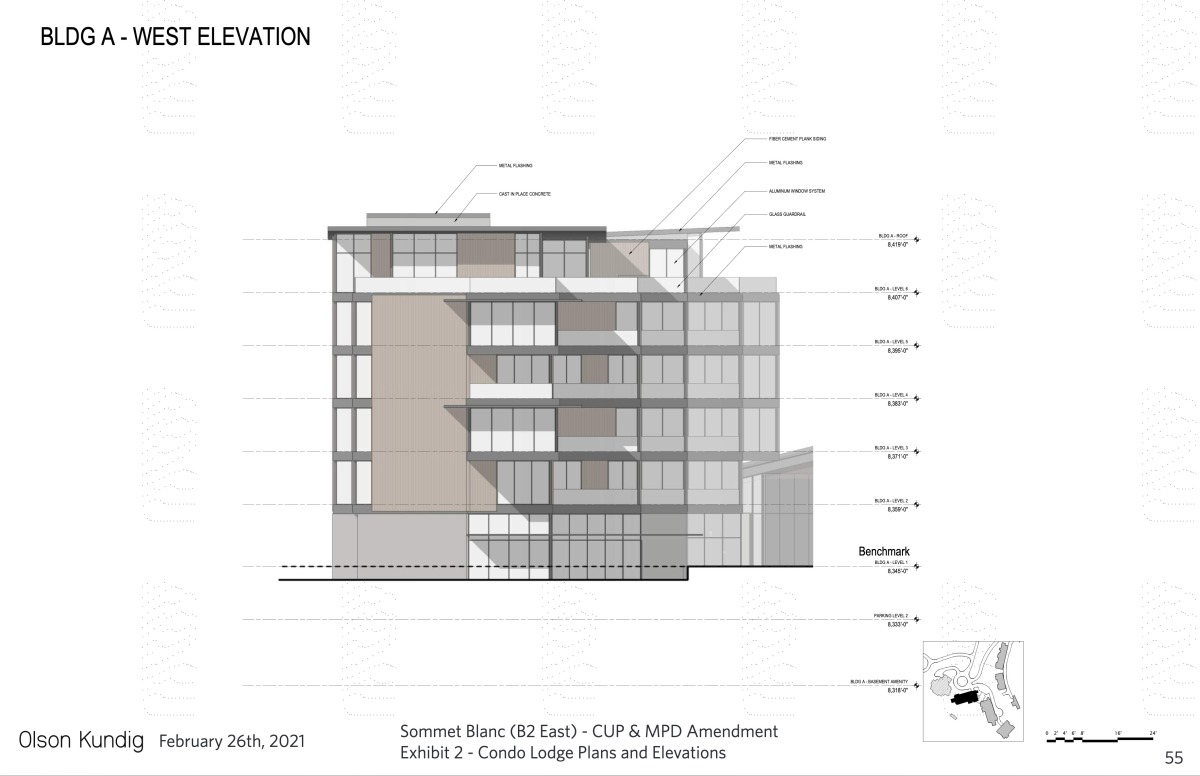 BLDG A - WEST ELEVATION
FIBER CEMENT PLANK SIDING
METAL FLASHING
METAL FLASHING
ALUMINUM WINDOW SYSTEM
CAST IN PLACE CONCRETE
GLASS GUARDRAIL
BLDG A - ROOF
8,419'-0"
METAL FLASHING
BLDG A - LEVEL 6
8,407'-0"
BLDG A - LEVEL 5
8,395'-0"
BLDG A - LEVEL 4
8,383'-0"
BLDG A - LEVEL 3
8,371'-0"
BLDG A - LEVEL 2
8,359'-0"
Benchmark
BLDG A - LEVEL 1
8,345'-0"
PARKING LEVEL 2
8,333'-0"
BLDG A - BASEMENT AMENITY
8,318'-0"
Olson Kundig February 26th, 2021
Sommet Blanc (B2 East) - CUP & MPD Amendment
Exhibit 2 - Condo Lodge Plans and Elevations
0 2' 4' 6' 8' 16' 24'
55